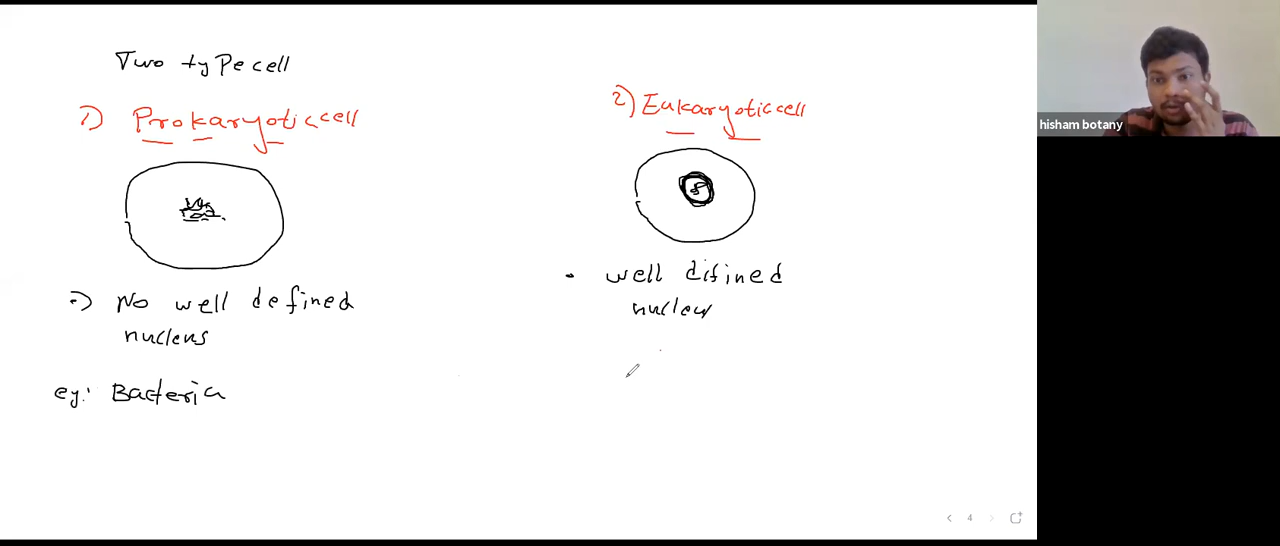 Two type cell
1) Prokaryotic cell
No well defined
nucleus
eg: Bacteria
2) Eukaryotic cell
• well difined
nucleus
hisham botany
4